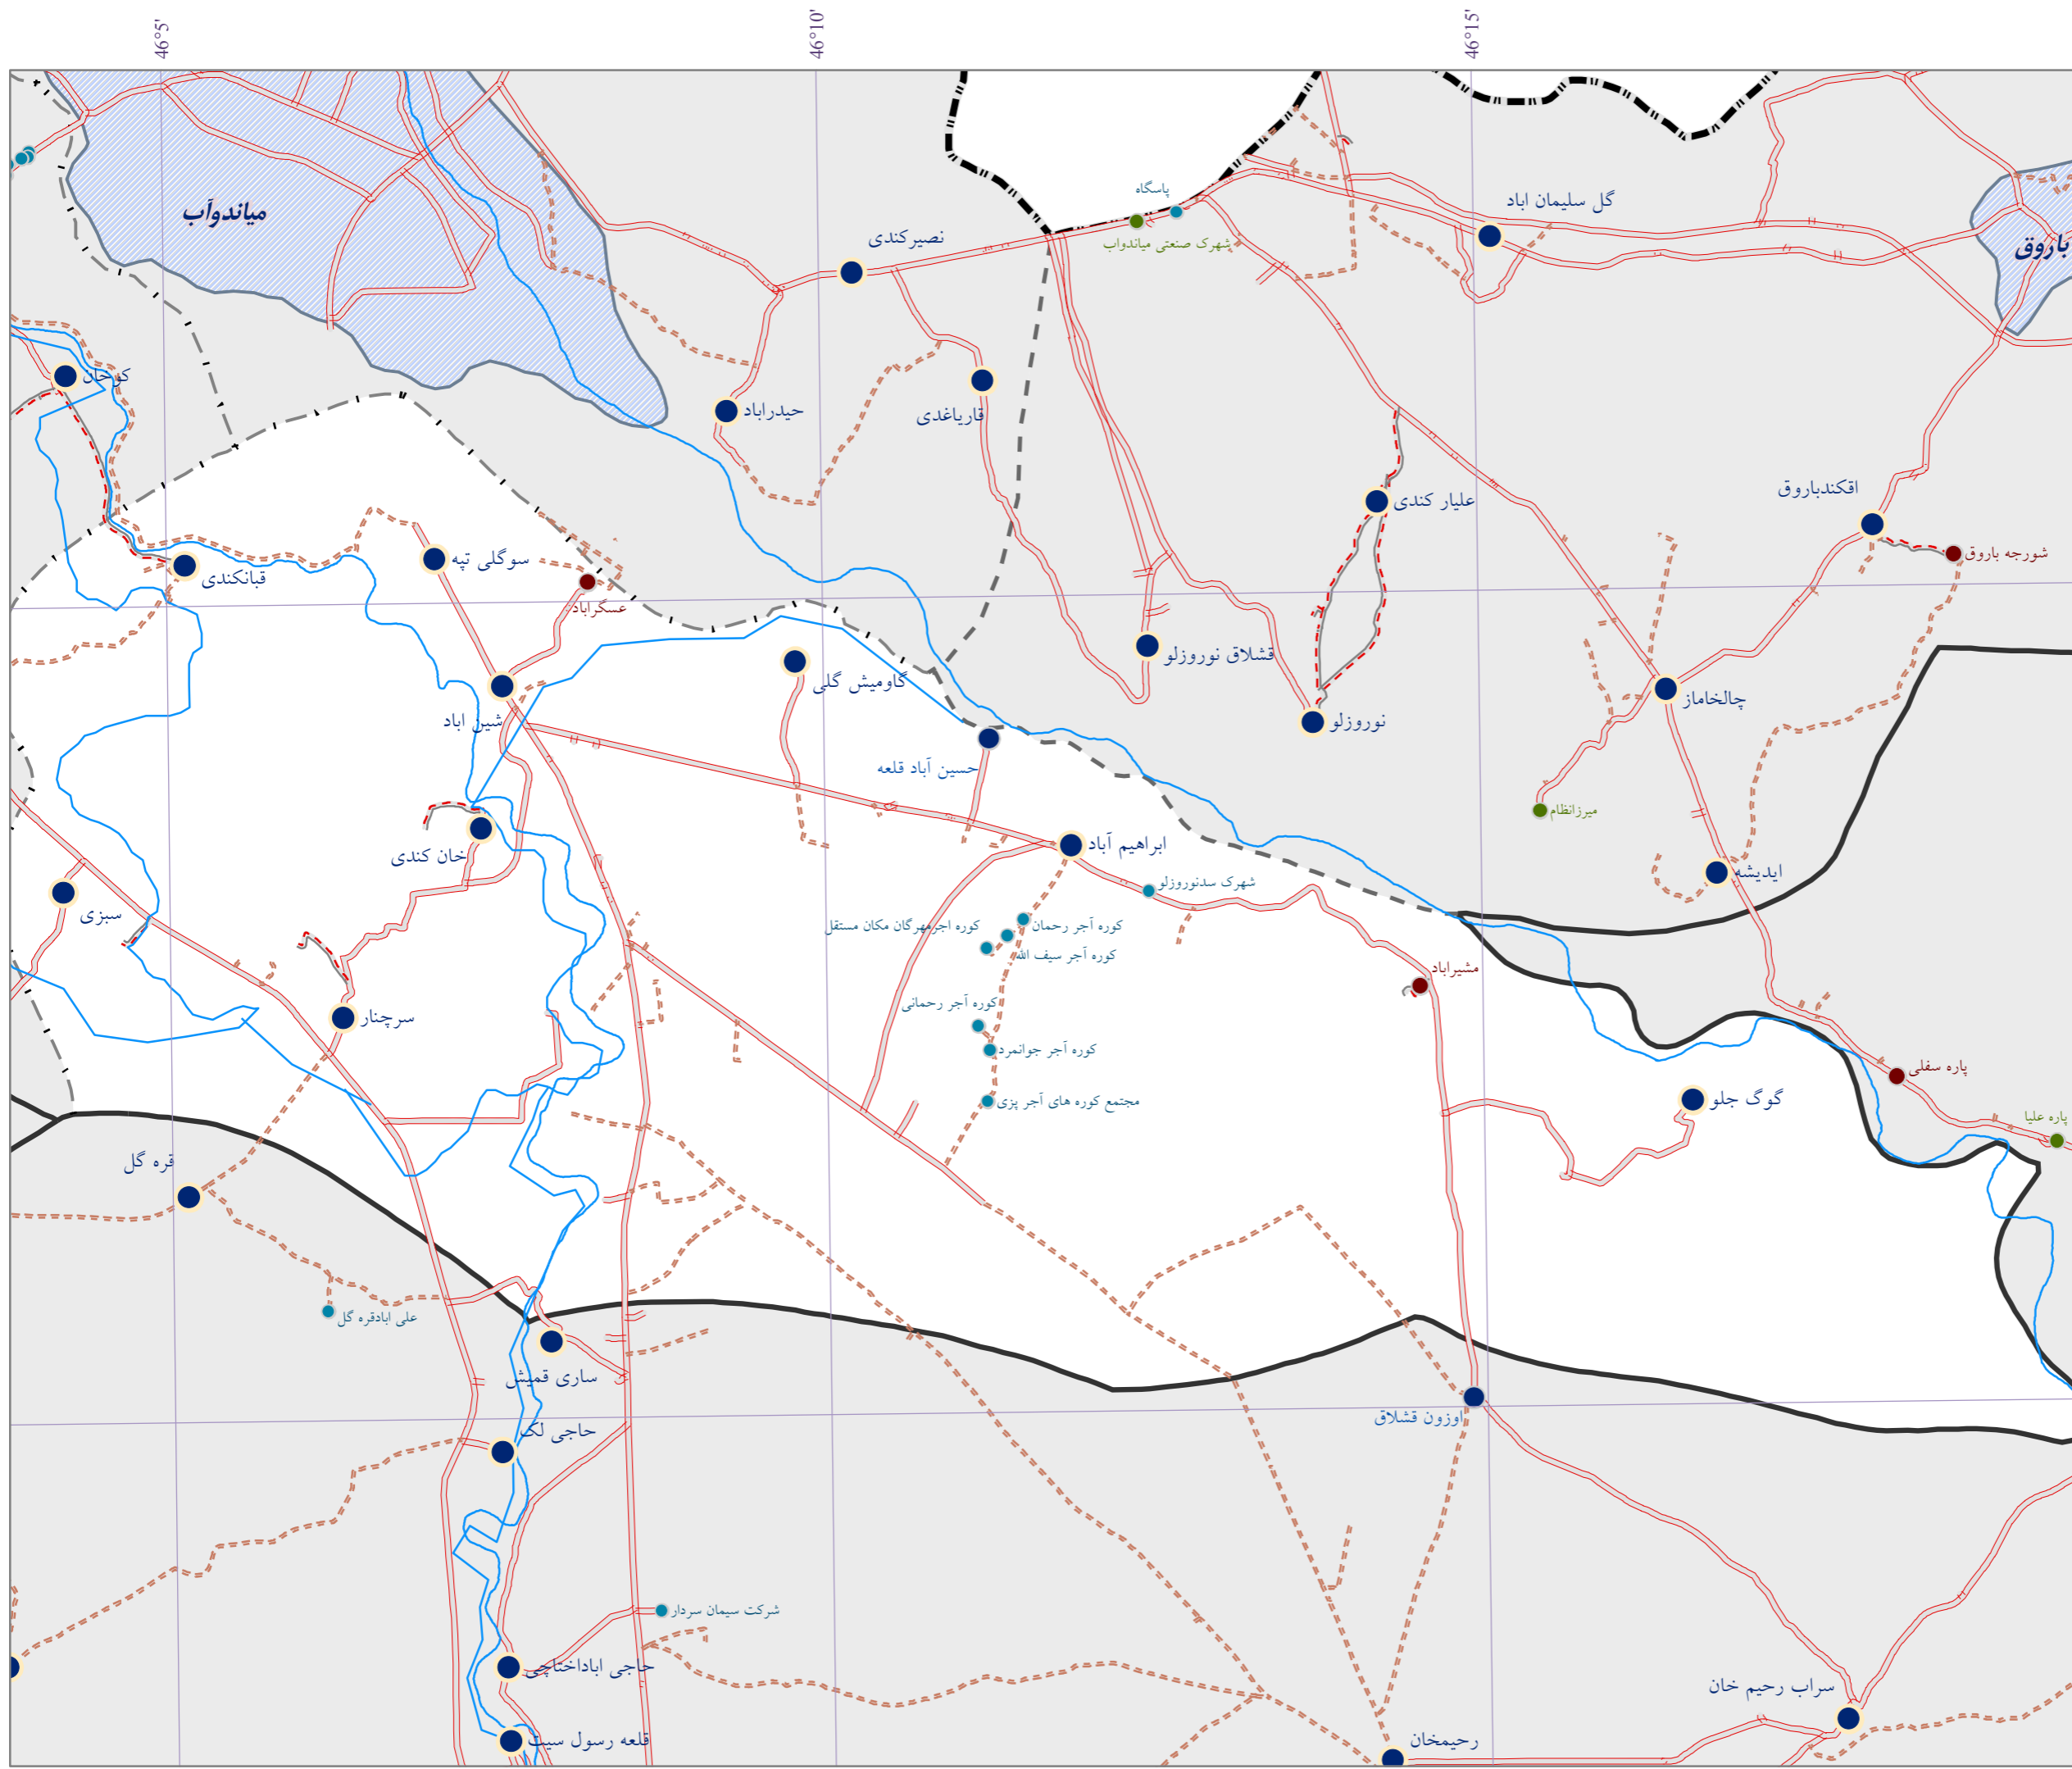 46°5'
46°10'
46°15'
پاسگاه
گل سلیمان اباد
میاندوآب
نصیرکندی
شهرک صنعتی میاندواب
باروق
کوخان
حیدراباد
قاریاغدی
علیار کندی
اقکندباروق
شورجه باروق
سوگلی تپه
قبانکندی
عسگراباد
قشلاق نوروزلو
گاومیش گلی
چالخاماز
شین اباد
نوروزلو
حسین آباد قلعه
میرزانظام
ابراهیم آباد
خان کندی
ایدیشه
شهرک سدنوروزلو
سبزی
کوره آجر رحمان
کوره اجرمهرگان مکان مستقل
کوره آجر سیف الله
مشیراباد
کوره آجر رحمانی
سرچنار
کوره آجر جوانمرد
پاره سفلی
گوگ جلو
مجتمع کوره های آجر پزی
پاره علیا
قره گل
علی ابادقره گل
ساری قمیش
اوزون قشلاق
حاجی لک
شرکت سیمان سردار
حاجی اباداختاچی
سراب رحیم خان
قلعه رسول سیت
رحیمخان